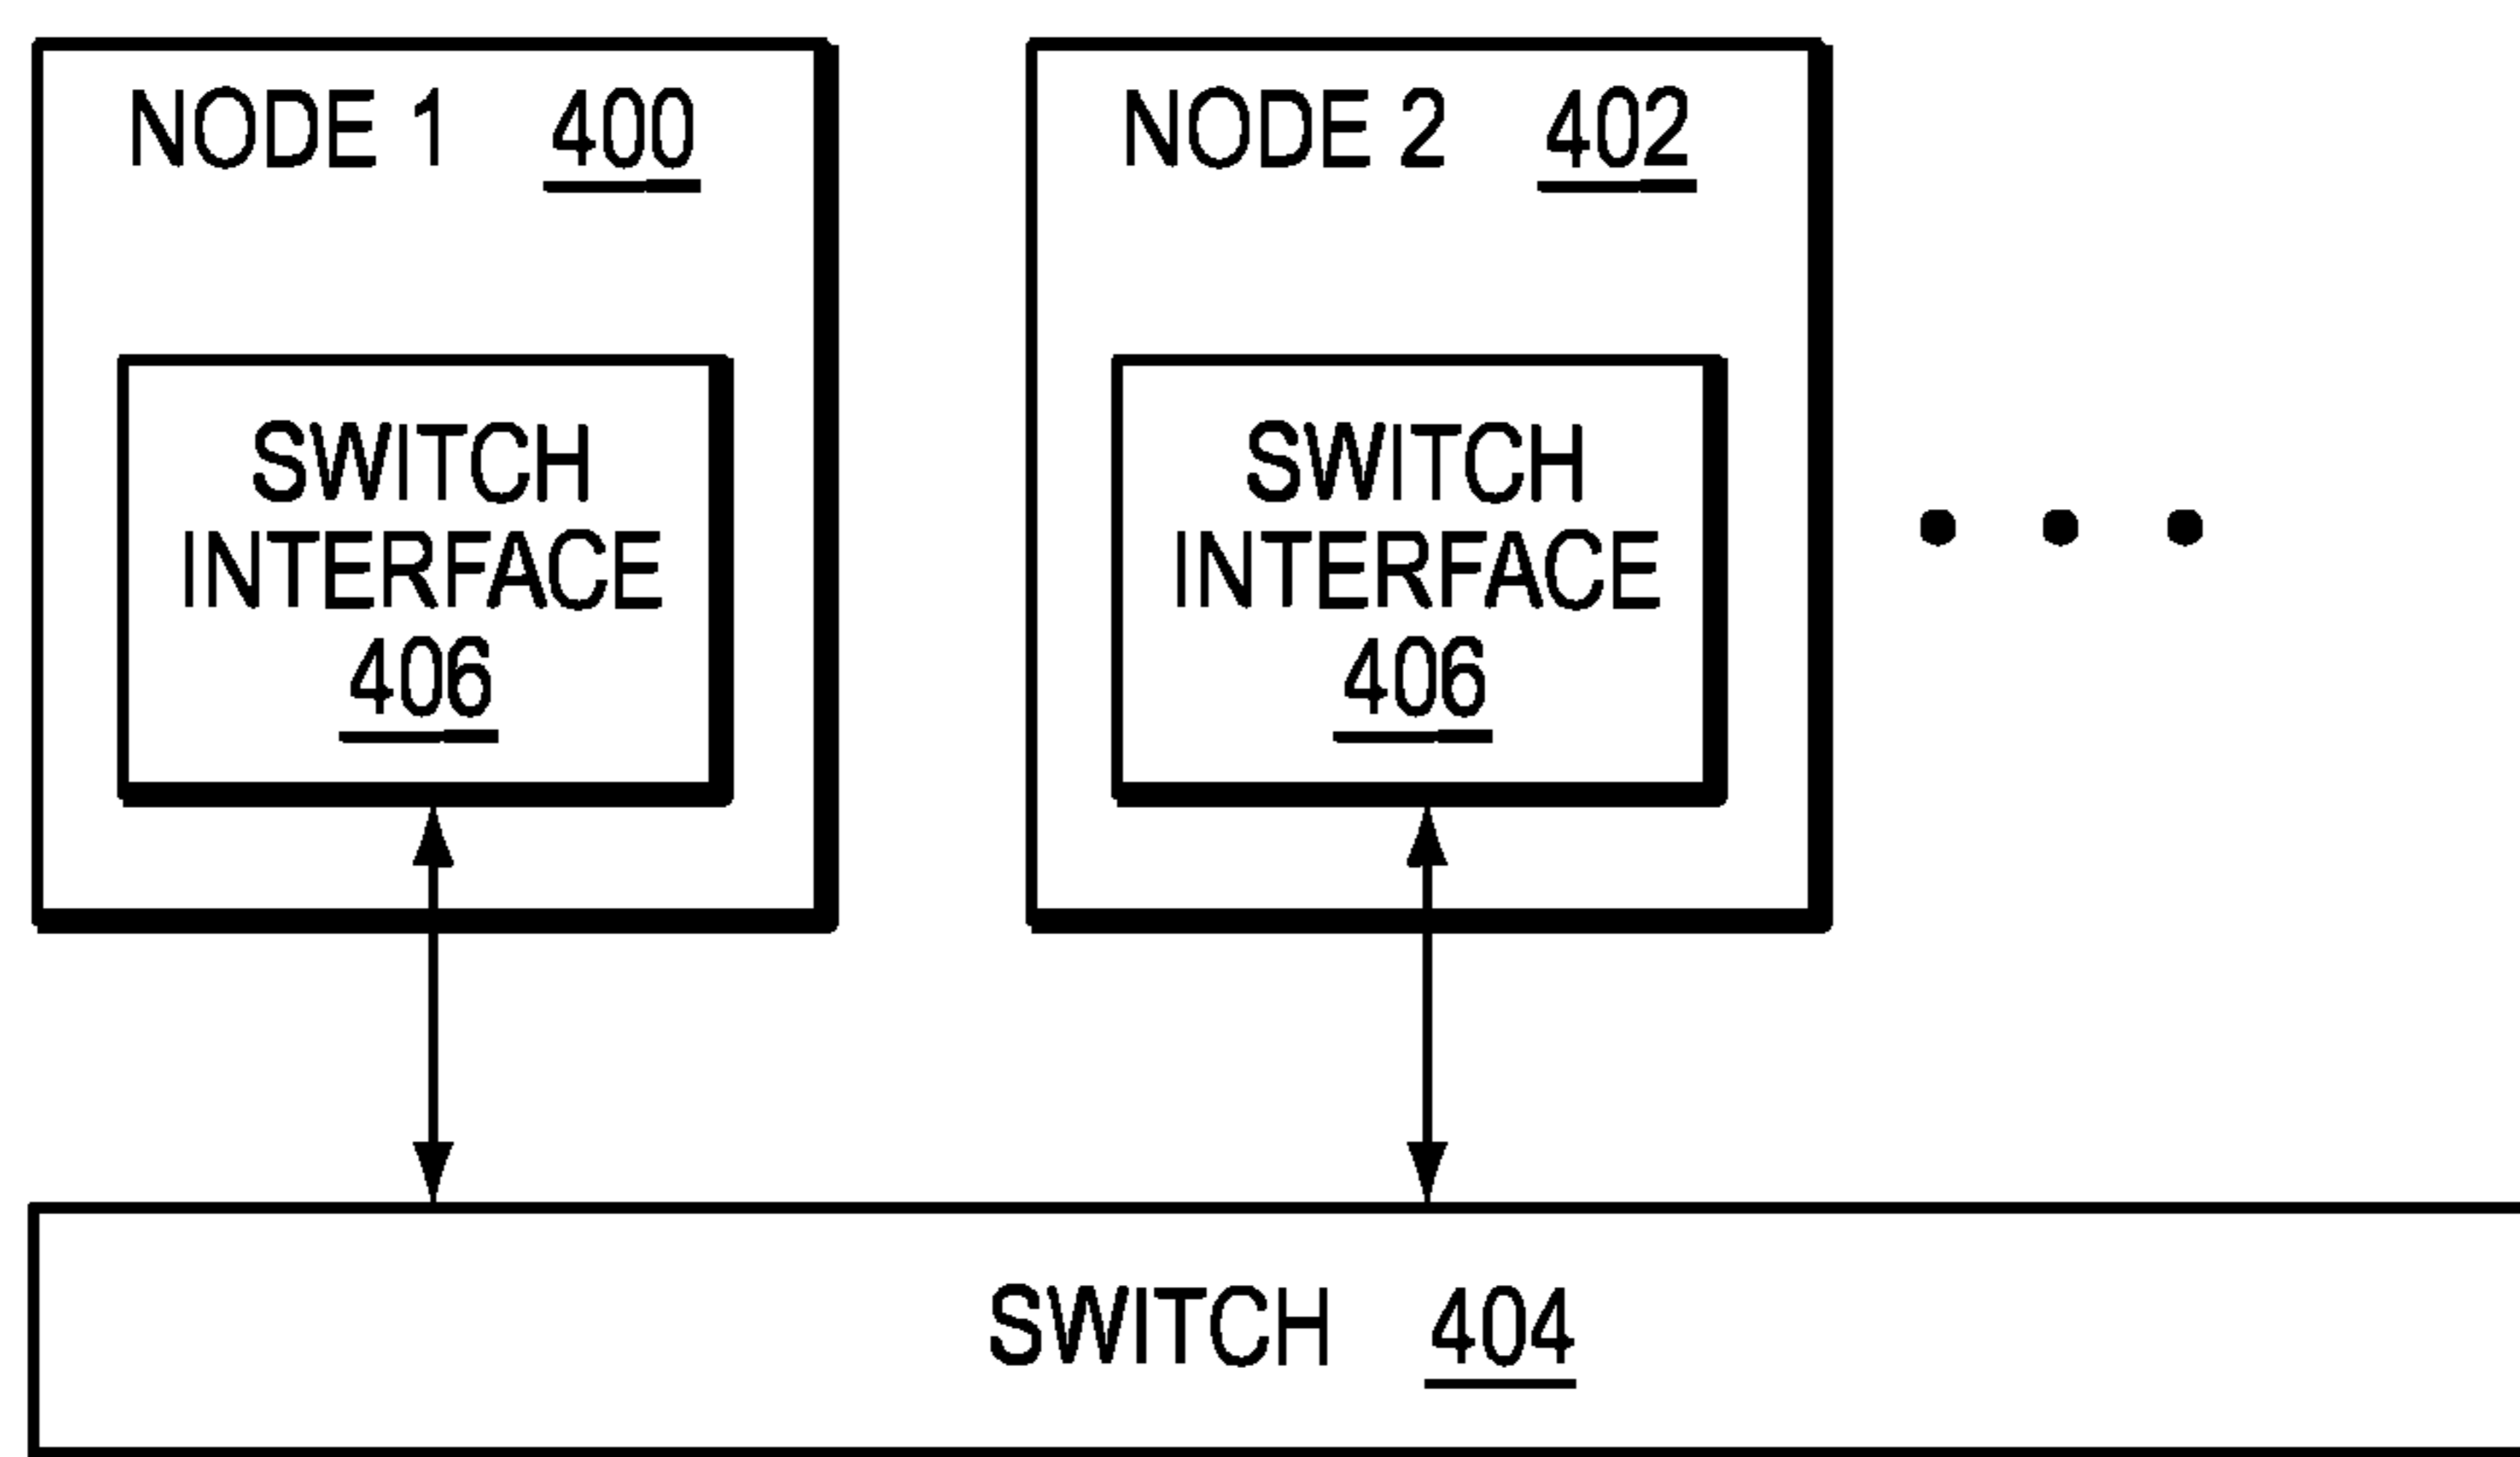 NODE 1 400
SWITCH
INTERFACE
406
NODE 2 402
SWITCH
INTERFACE
406
SWITCH 404